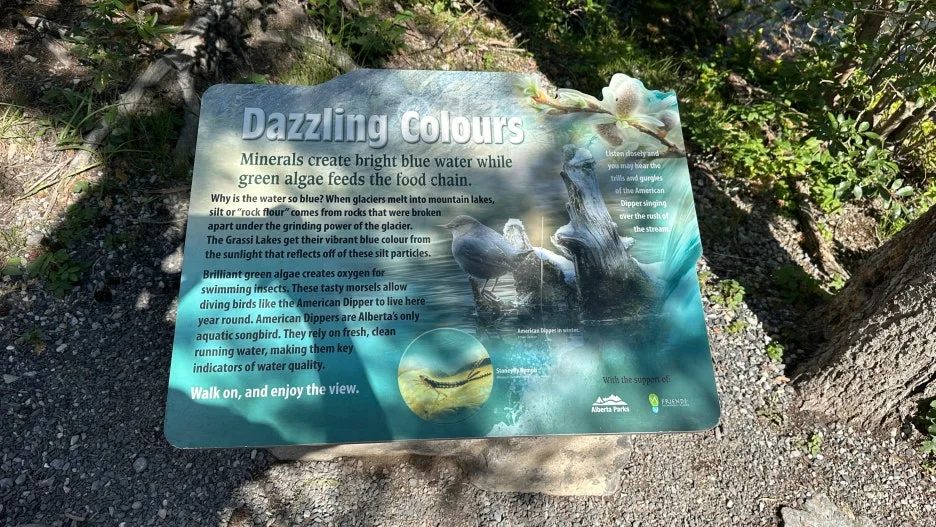 Dazzling Colours
Minerals create bright blue water while
green algae feeds the food chain.
Why is the water so blue? When glaciers melt into mountain lakes,
silt or "rock flour" comes from rocks that were broken
apart under the grinding power of the glacier.
The Grassi Lakes get their vibrant blue colour from
the sunlight that reflects off of these silt particles.
Brilliant green algae creates oxygen for
swimming insects. These tasty morsels allow
diving birds like the American Dipper to live here
year round. American Dippers are Alberta's only
aquatic songbird. They rely on fresh, clean
running water, making them key
indicators of water quality.
Walk on, and enjoy the view.
Listen closely and
you may hear the
trills and gurgles
of the American
Dipper singing
over the rush of
the stream.
American Dipper in winter.
Stonefly Nymph
With the support of:
Alberta Parks
FRIENDS